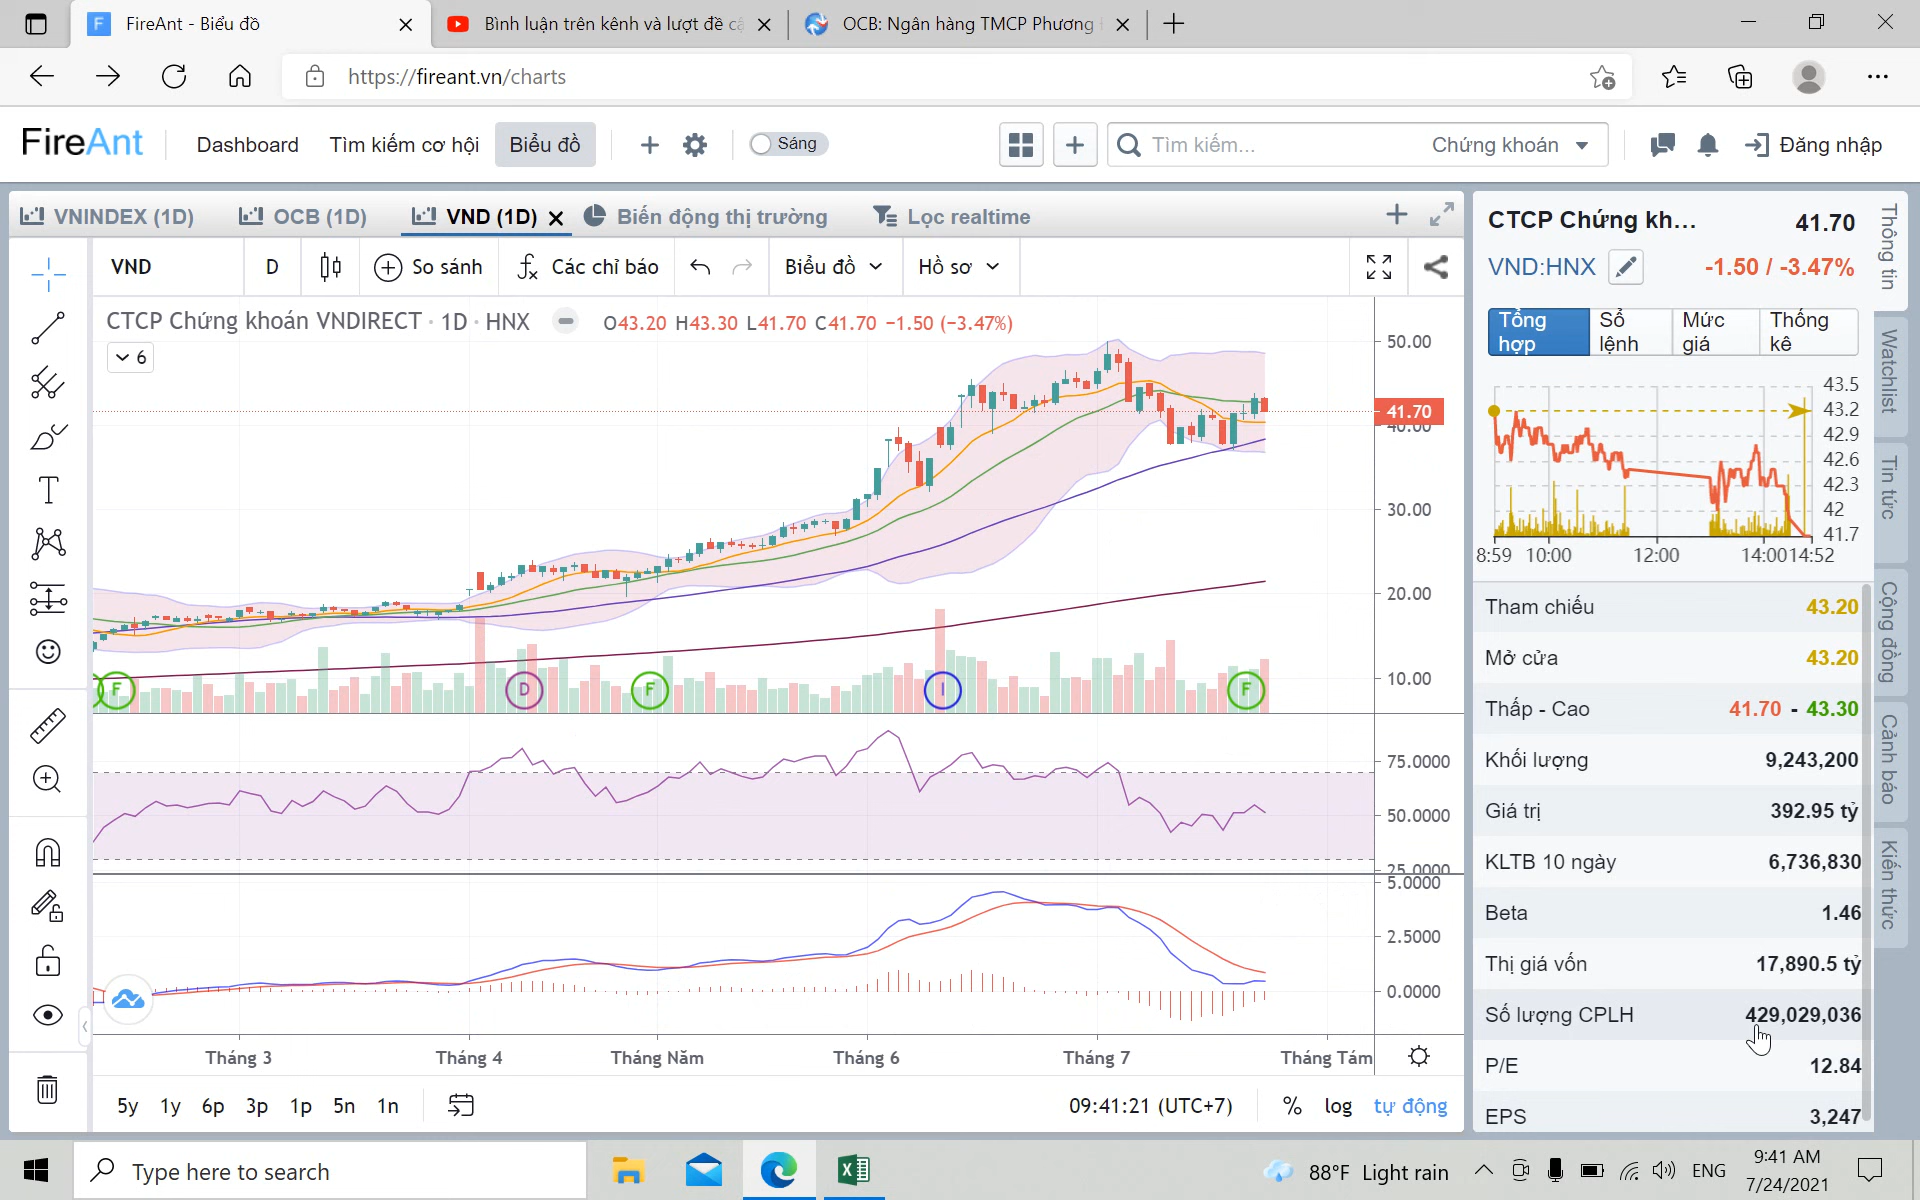 FireAnt - Biểu đồ
Bình luận trên kênh và lượt đề cậ
OCB: Ngân hàng TMCP Phương
https://fireant.vn/charts
FireAnt
Dashboard
Tìm kiếm cơ hội
Biểu đồ
Sáng
Tìm kiếm...
Chứng khoán
Đăng nhập
VNINDEX (1D)
OCB (1D)
VND (1D)
Biến động thị trường
Lọc realtime
VND
D
So sánh
Các chỉ báo
Biểu đồ
Hồ sơ
CTCP Chứng khoán VNDIRECT · 1D · HNX
O43.20 H43.30 L41.70 C41.70 −1.50 (−3.47%)
6
50.00
41.70
40.00
30.00
20.00
10.00
F
D
F
I
F
75.0000
50.0000
25.0000
5.0000
2.5000
0.0000
Tháng 3
Tháng 4
Tháng Năm
Tháng 6
Tháng 7
Tháng Tám
5y 1y 6p 3p 1p 5n 1n
09:41:21 (UTC+7)
%
log
tự động
CTCP Chứng kh...
41.70
VND:HNX
-1.50 / -3.47%
Tổng hợp
Sổ lệnh
Mức giá
Thống kê
43.5
43.2
42.9
42.6
42.3
42
41.7
8:59 10:00 12:00 14:00 14:52
Tham chiếu 43.20
Mở cửa 43.20
Thấp - Cao 41.70 - 43.30
Khối lượng 9,243,200
Giá trị 392.95 tỷ
KLTB 10 ngày 6,736,830
Beta 1.46
Thị giá vốn 17,890.5 tỷ
Số lượng CPLH 429,029,036
P/E 12.84
EPS 3,247
Thông tin
Watchlist
Tin tức
Cộng đồng
Cảnh báo
Kiến thức
Type here to search
88°F Light rain
ENG
9:41 AM
7/24/2021